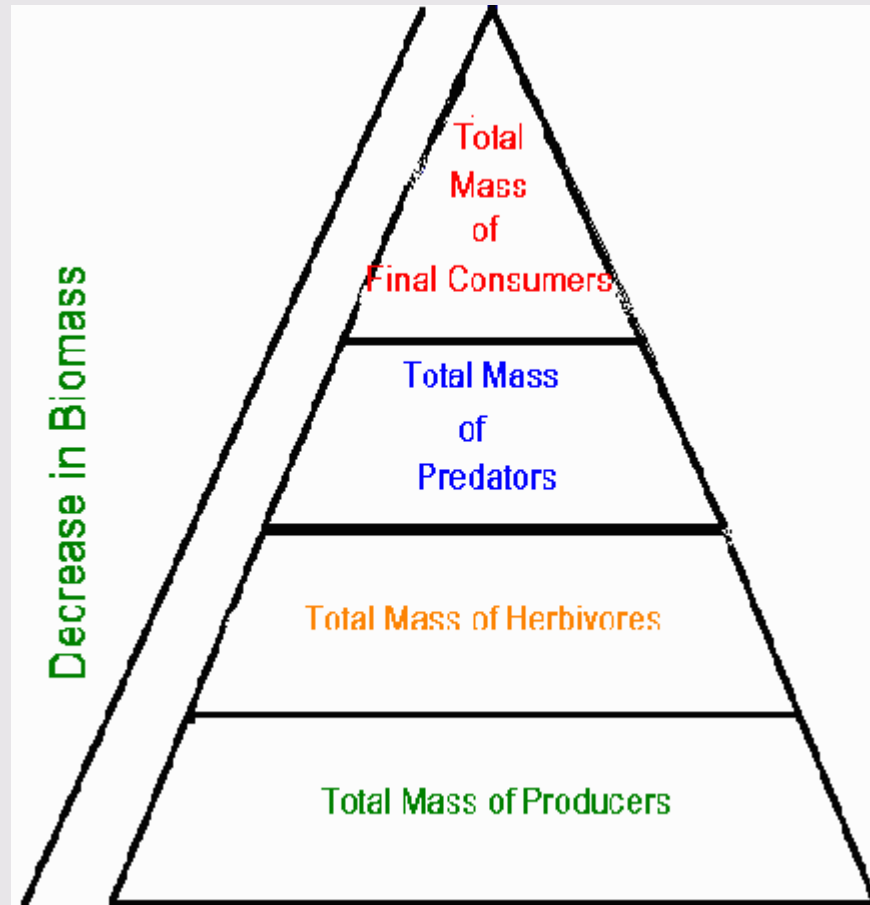 Total
Mass
of
Final Consumers
Total Mass
of
Predators
Total Mass of Herbivores
Total Mass of Producers
Decrease in Biomass